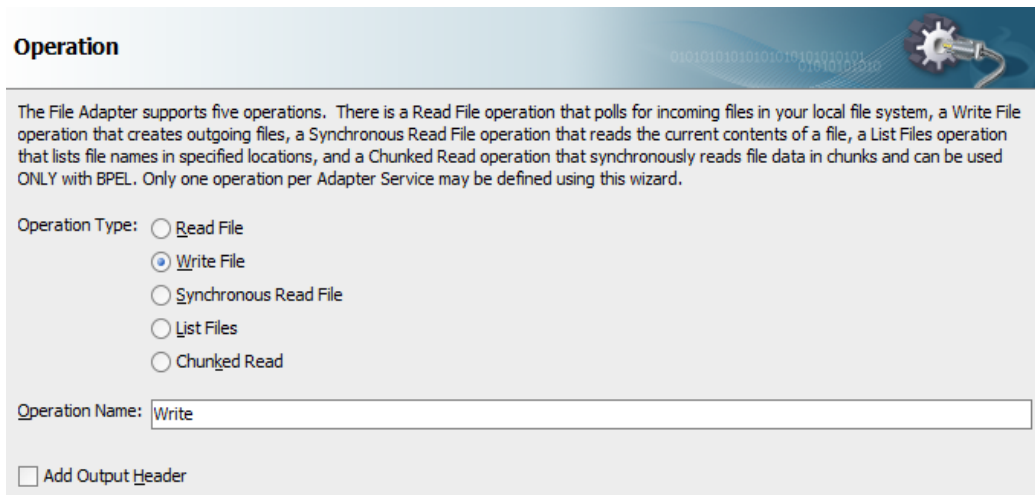 Operation
010101010101010101010101
01010101010
The File Adapter supports five operations.  There is a Read File operation that polls for incoming files in your local file system, a Write File
operation that creates outgoing files, a Synchronous Read File operation that reads the current contents of a file, a List Files operation
that lists file names in specified locations, and a Chunked Read operation that synchronously reads file data in chunks and can be used
ONLY with BPEL. Only one operation per Adapter Service may be defined using this wizard.
Operation Type: Read File
Write File
Synchronous Read File
List Files
Chunked Read
Operation Name: Write
Add Output Header